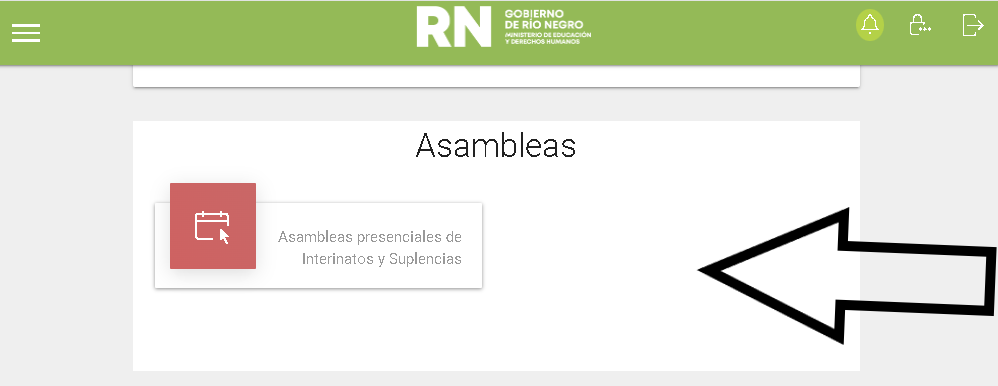 RN
GOBIERNO
DE RÍO NEGRO
MINISTERIO DE EDUCACIÓN
Y DERECHOS HUMANOS
Asambleas
Asambleas presenciales de
Interinatos y Suplencias